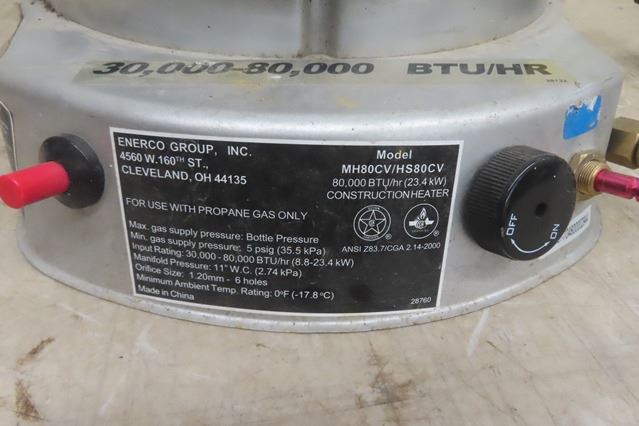 30,000-80,000 BTU/HR
28732
ENERCO GROUP, INC.
4560 W.160TH ST.,
CLEVELAND, OH 44135
Model
MH80CV/HS80CV
80,000 BTU/hr (23.4 kW)
CONSTRUCTION HEATER
FOR USE WITH PROPANE GAS ONLY
ANSI Z83.7/CGA 2.14-2000
Max. gas supply pressure: Bottle Pressure
Min. gas supply pressure: 5 psig (35.5 kPa)
Input Rating: 30,000 - 80,000 BTU/hr (8.8-23.4 kW)
Manifold Pressure: 11" W.C. (2.74 kPa)
Orifice Size: 1.20mm - 6 holes
Minimum Ambient Temp. Rating: 0ºF (-17.8 ºC)
Made in China
28760
OFF
ON